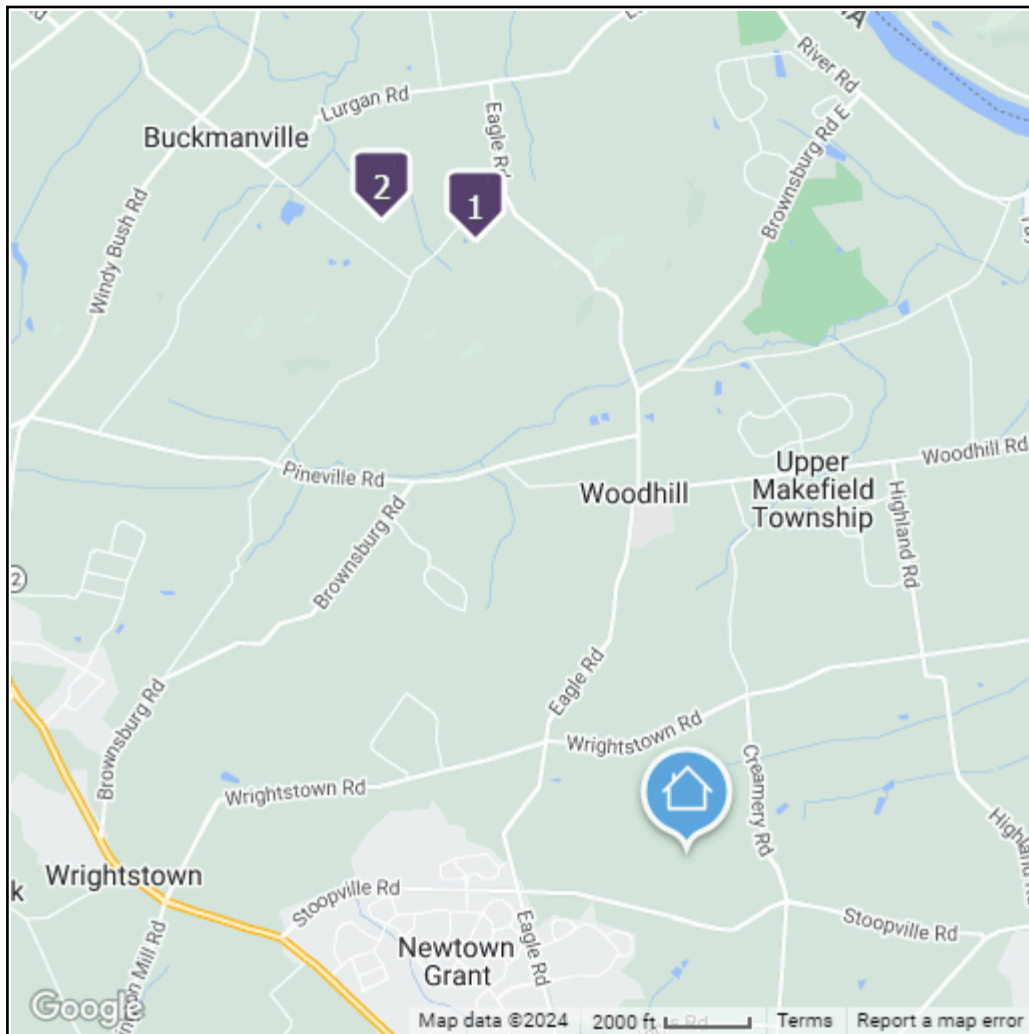 Lurgan Rd
River Rd
Eagle Rd
Buckmanville
Brownsburg Rd E
2
1
Windy Bush Rd
Woodhill Rd
Pineville Rd
Upper
Makefield
Township
Woodhill
Highland Rd
Brownsburg Rd
2
Eagle Rd
Brownsburg Rd
Wrightstown Rd
Creamery Rd
Wrightstown Rd
Highland Rd
Wrightstown
k
Stoopville Rd
Stoopville Rd
Eagle Rd
Newtown
Grant
Mill Rd
Google
Map data ©2024
2000 ft
Terms
Report a map error